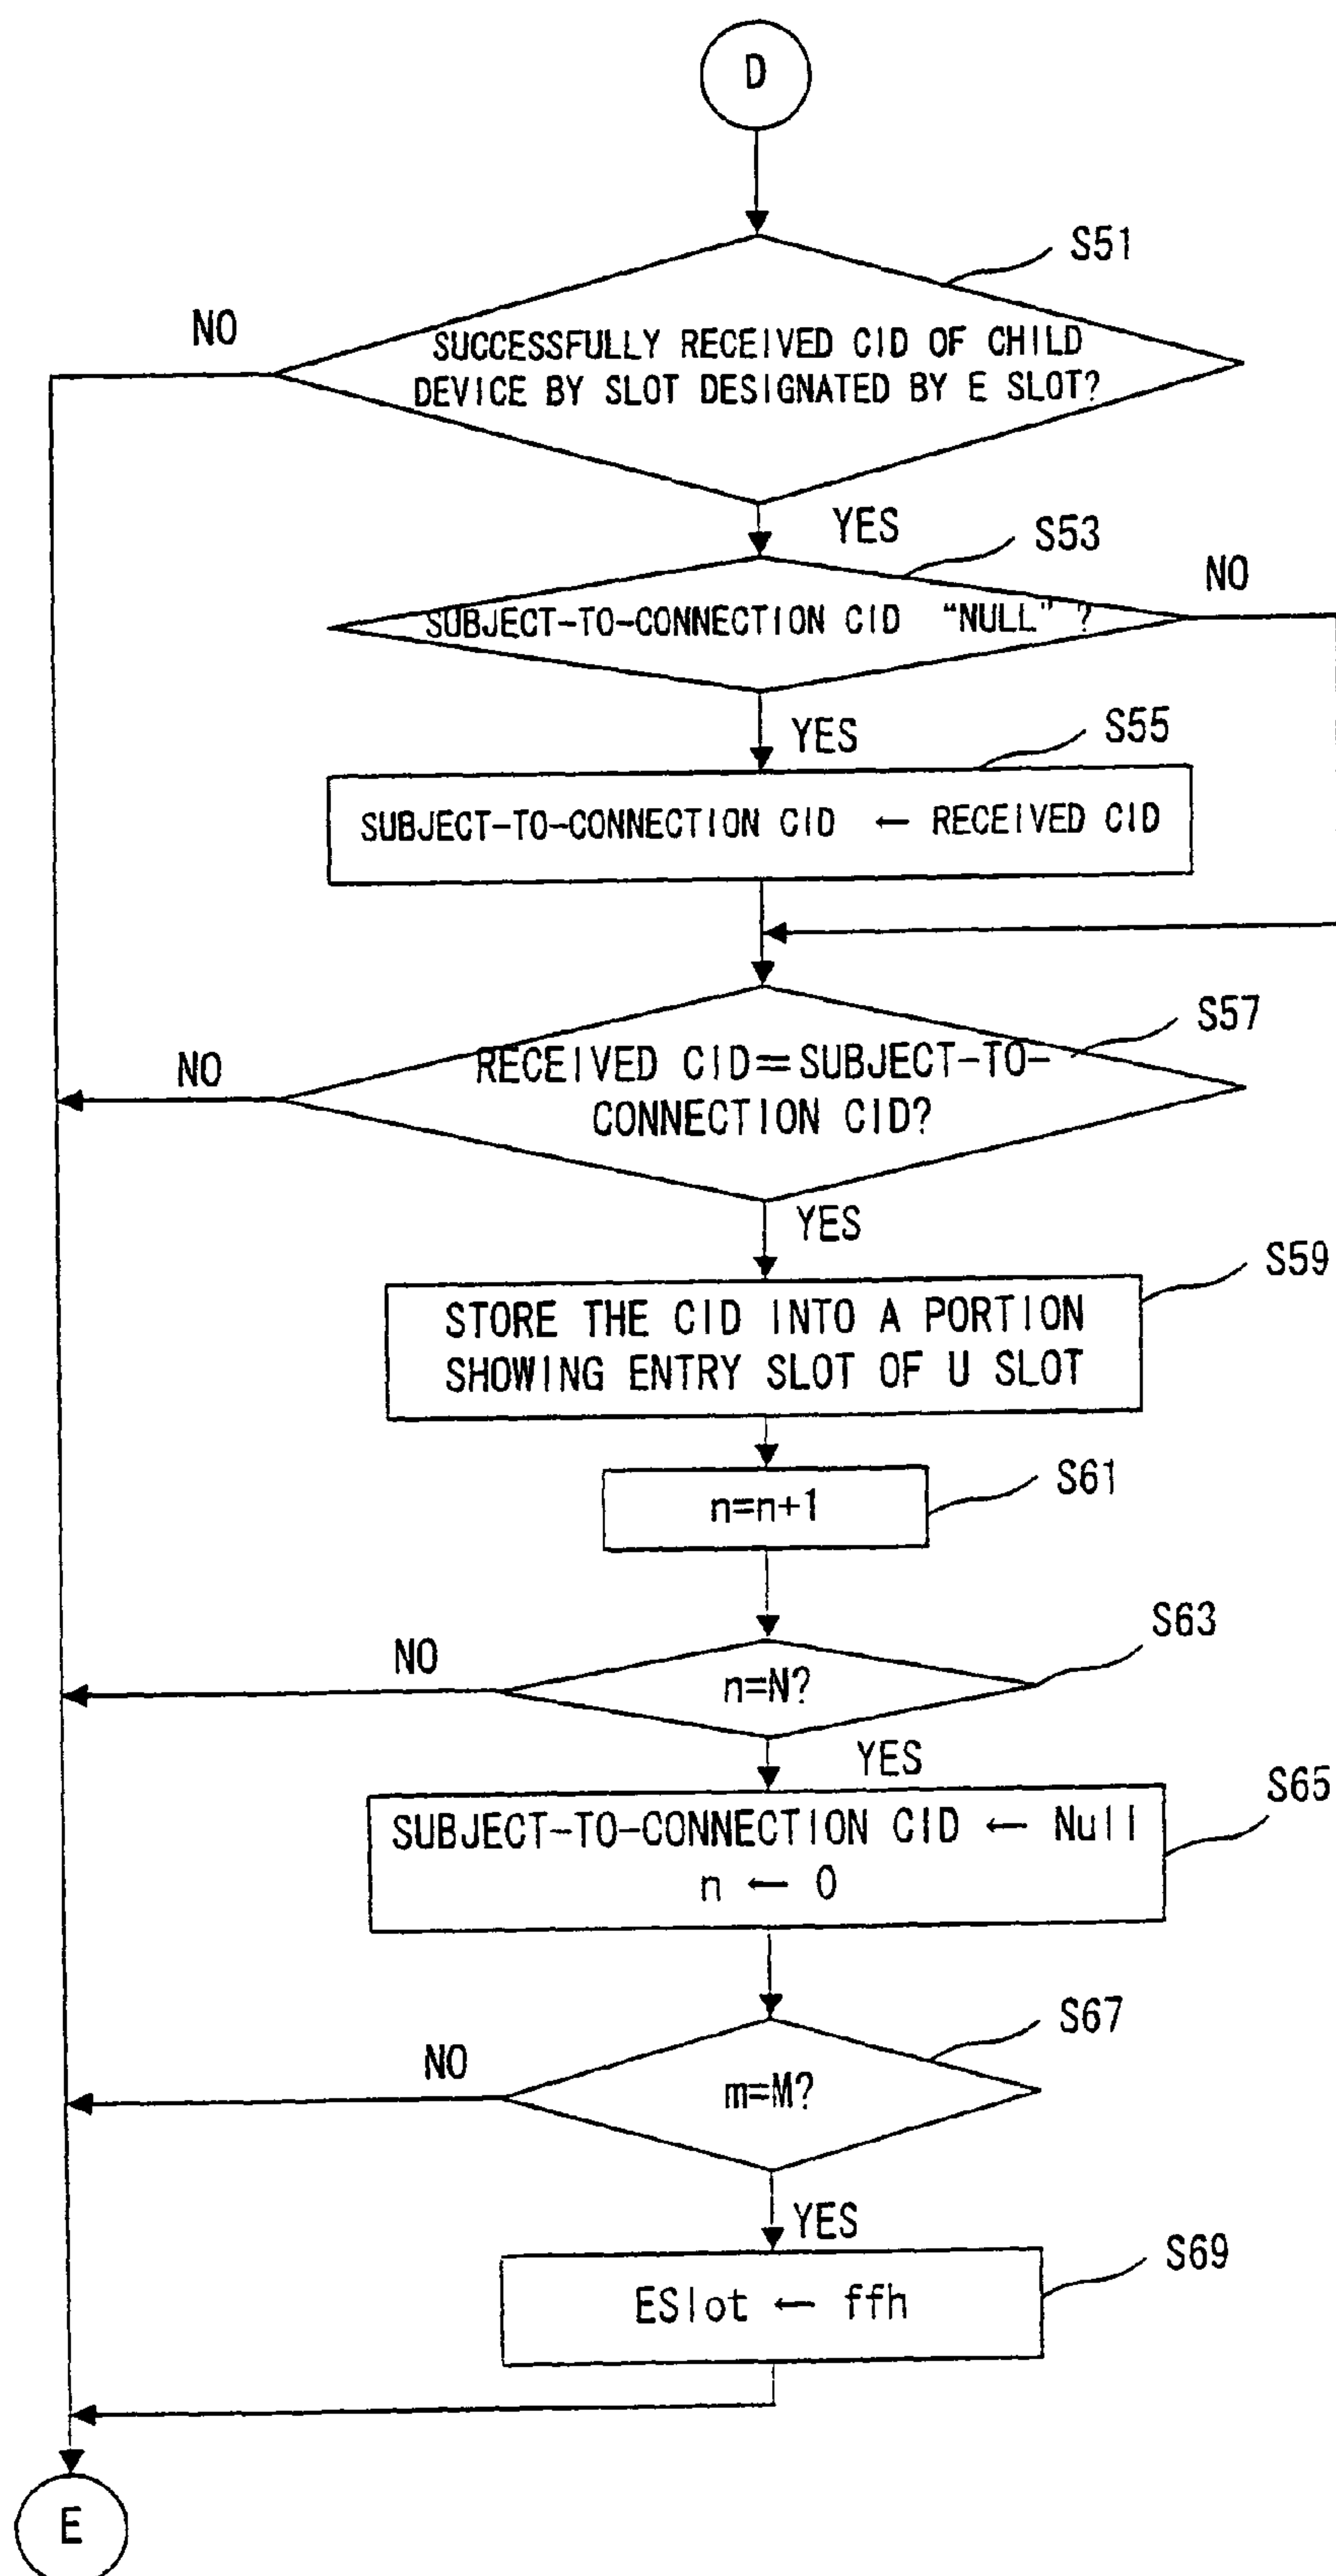 D
S51
NO
SUCCESSFULLY RECEIVED CID OF CHILD
DEVICE BY SLOT DESIGNATED BY E SLOT?
YES
S53
NO
SUBJECT-TO-CONNECTION CID "NULL" ?
YES
S55
SUBJECT-TO-CONNECTION CID ← RECEIVED CID
S57
NO
RECEIVED CID=SUBJECT-TO-
CONNECTION CID?
YES
S59
STORE THE CID INTO A PORTION
SHOWING ENTRY SLOT OF U SLOT
S61
n=n+1
S63
NO
n=N?
YES
S65
SUBJECT-TO-CONNECTION CID ← Null
n ← 0
S67
NO
m=M?
YES
S69
ESlot ← ffh
E